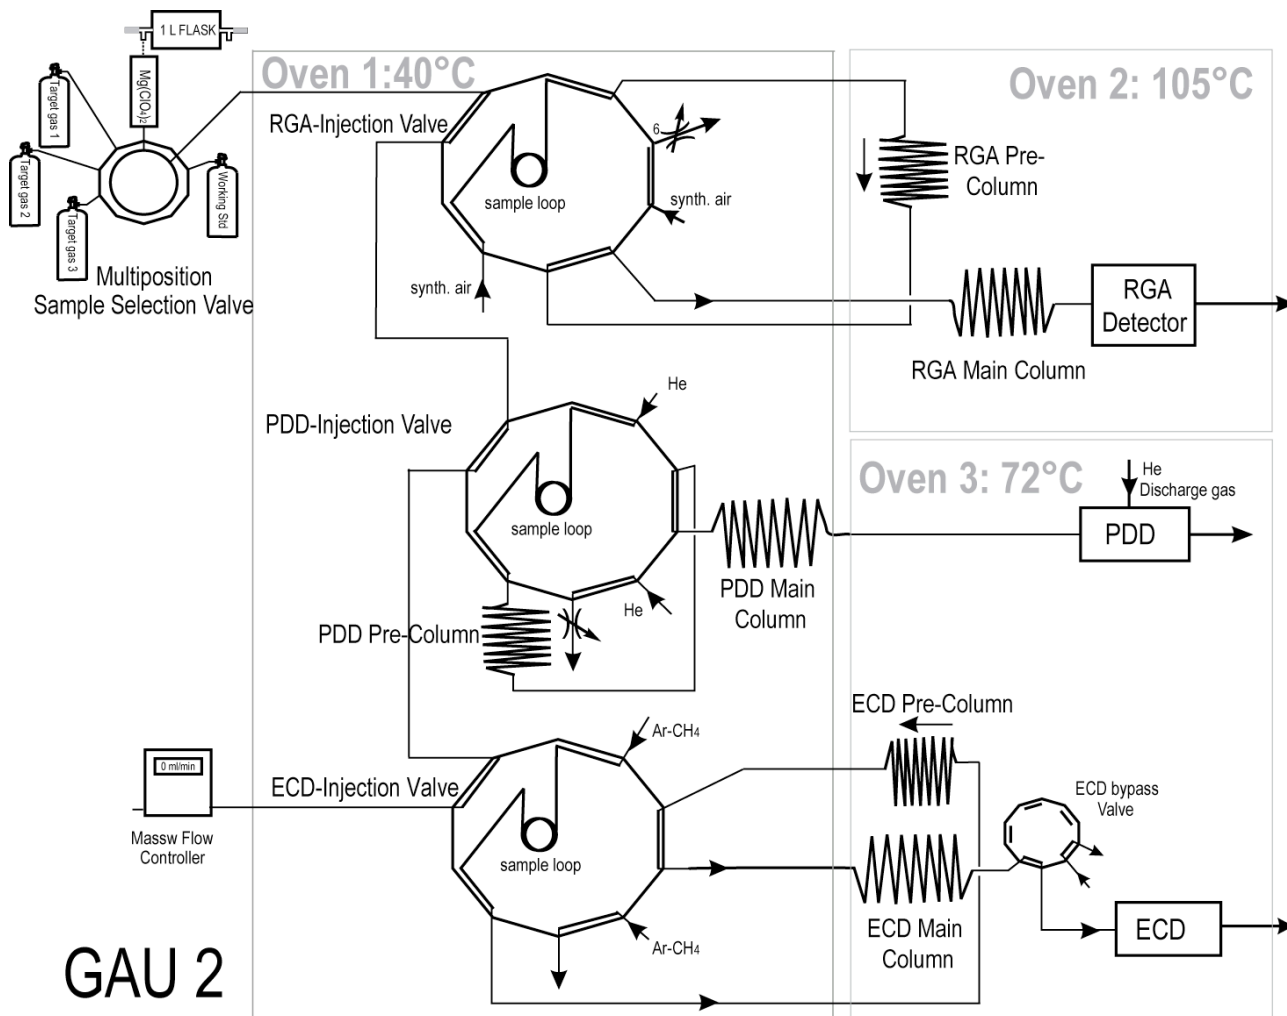 1 L FLASK
Mg(ClO4)2
Target gas 1
Target gas 2
Target gas 3
Working Std
Multiposition
Sample Selection Valve
Oven 1:40°C
RGA-Injection Valve
sample loop
6
synth. air
synth. air
Oven 2: 105°C
RGA Pre-
Column
RGA
Detector
RGA Main Column
PDD-Injection Valve
He
sample loop
He
PDD Pre-Column
PDD Main
Column
Oven 3: 72°C
He
Discharge gas
PDD
ECD Pre-Column
Ar-CH4
ECD-Injection Valve
sample loop
Ar-CH4
0 ml/min
Massw Flow
Controller
ECD bypass
Valve
ECD Main
Column
ECD
GAU 2